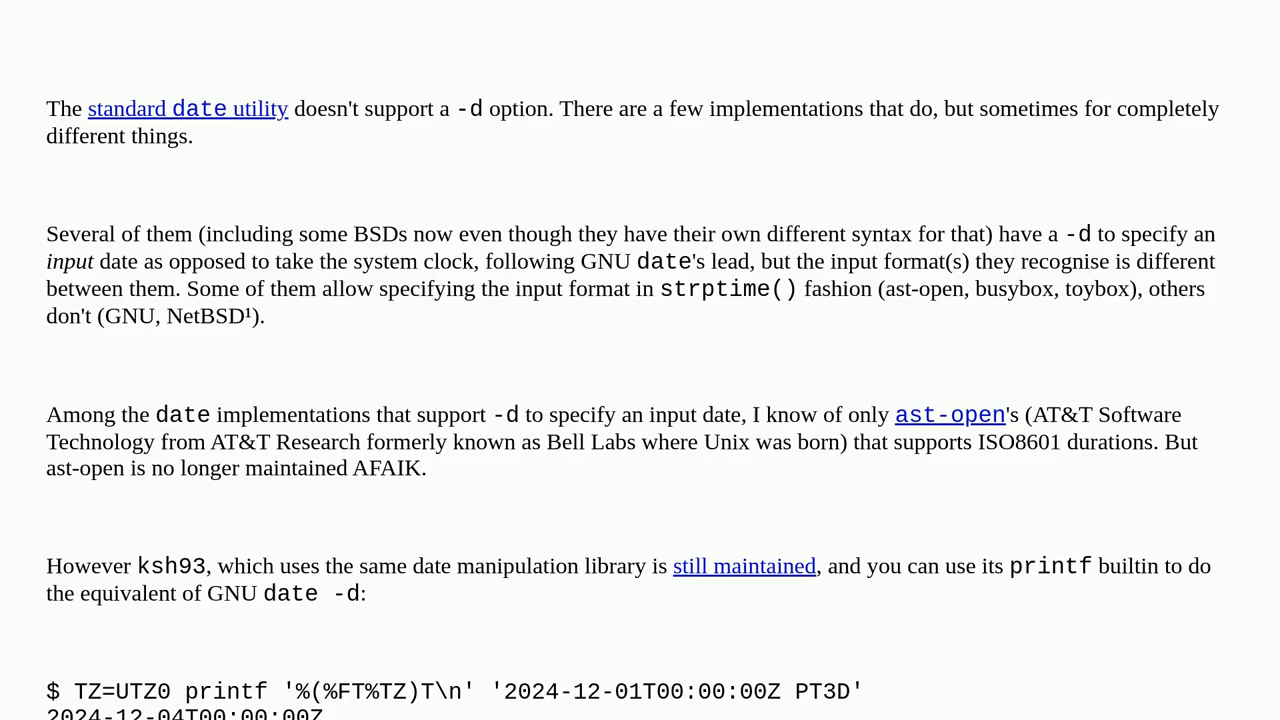 The standard date utility doesn't support a -d option. There are a few implementations that do, but sometimes for completely
different things.
Several of them (including some BSDs now even though they have their own different syntax for that) have a -d to specify an
input date as opposed to take the system clock, following GNU date's lead, but the input format(s) they recognise is different
between them. Some of them allow specifying the input format in strptime() fashion (ast-open, busybox, toybox), others
don't (GNU, NetBSD¹).
Among the date implementations that support -d to specify an input date, I know of only ast-open's (AT&T Software
Technology from AT&T Research formerly known as Bell Labs where Unix was born) that supports ISO8601 durations. But
ast-open is no longer maintained AFAIK.
However ksh93, which uses the same date manipulation library is still maintained, and you can use its printf builtin to do
the equivalent of GNU date -d:
$ TZ=UTZ0 printf '%(%FT%TZ)T\n' '2024-12-01T00:00:00Z PT3D'
2024-12-04T00:00:00Z